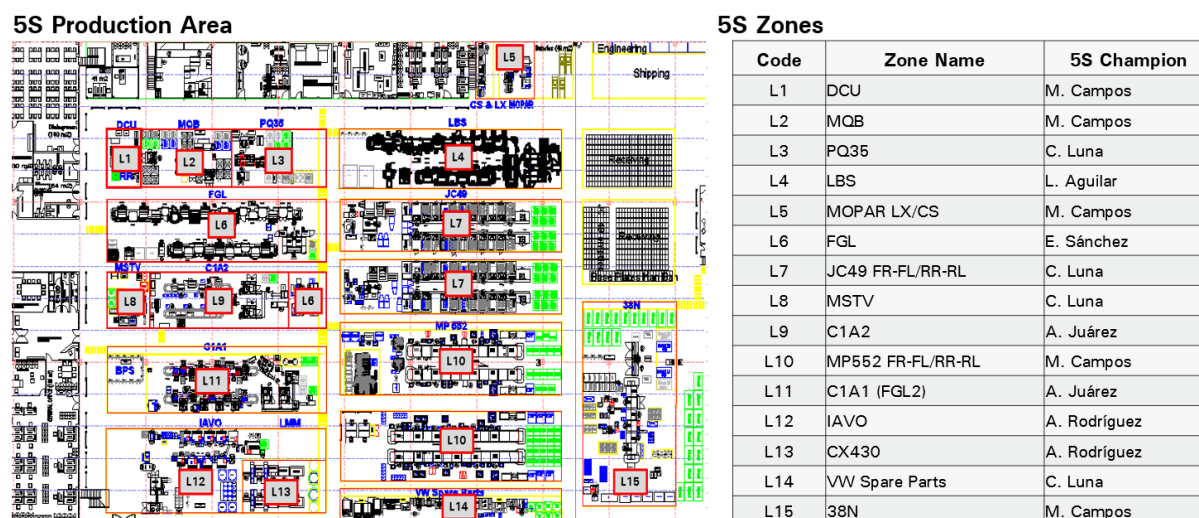 5S Production Area
5S Zones
Engineering
Shipping
L5
CS & LX MOPAR
DCU
MQB
PQ35
LBS
L1
L2
L3
L4
RRF
Receiving
FGL
JC49
L6
L7
Receiving
MSTV
C1A2
L8
L9
L6
L7
38N
MP552
C1A1
BPS
L10
L11
IAVO
LMM
L10
L12
L13
L15
VW Spare Parts
L14
Code Zone Name 5S Champion
L1 DCU M. Campos
L2 MQB M. Campos
L3 PQ35 C. Luna
L4 LBS L. Aguilar
L5 MOPAR LX/CS M. Campos
L6 FGL E. Sánchez
L7 JC49 FR-FL/RR-RL C. Luna
L8 MSTV C. Luna
L9 C1A2 A. Juárez
L10 MP552 FR-FL/RR-RL M. Campos
L11 C1A1 (FGL2) A. Juárez
L12 IAVO A. Rodríguez
L13 CX430 A. Rodríguez
L14 VW Spare Parts C. Luna
L15 38N M. Campos